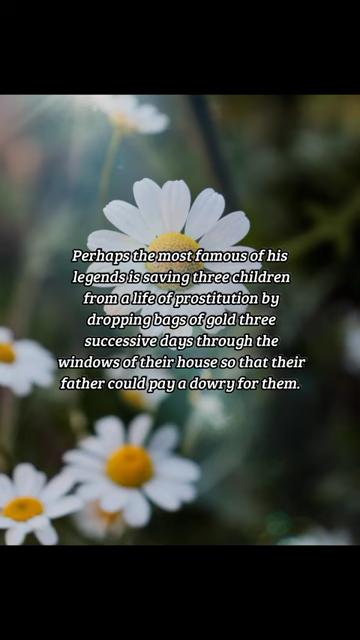 Perhaps the most famous of his
legends is saving three children
from a life of prostitution by
dropping bags of gold three
successive days through the
windows of their house so that their
father could pay a dowry for them.